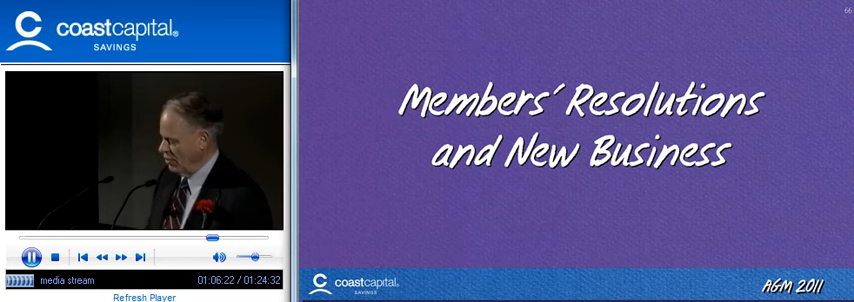 coastcapital®
SAVINGS
media stream
01:06:22 / 01:24:32
Refresh Player
66
Members' Resolutions
and New Business
coastcapital
SAVINGS
AGM 2011